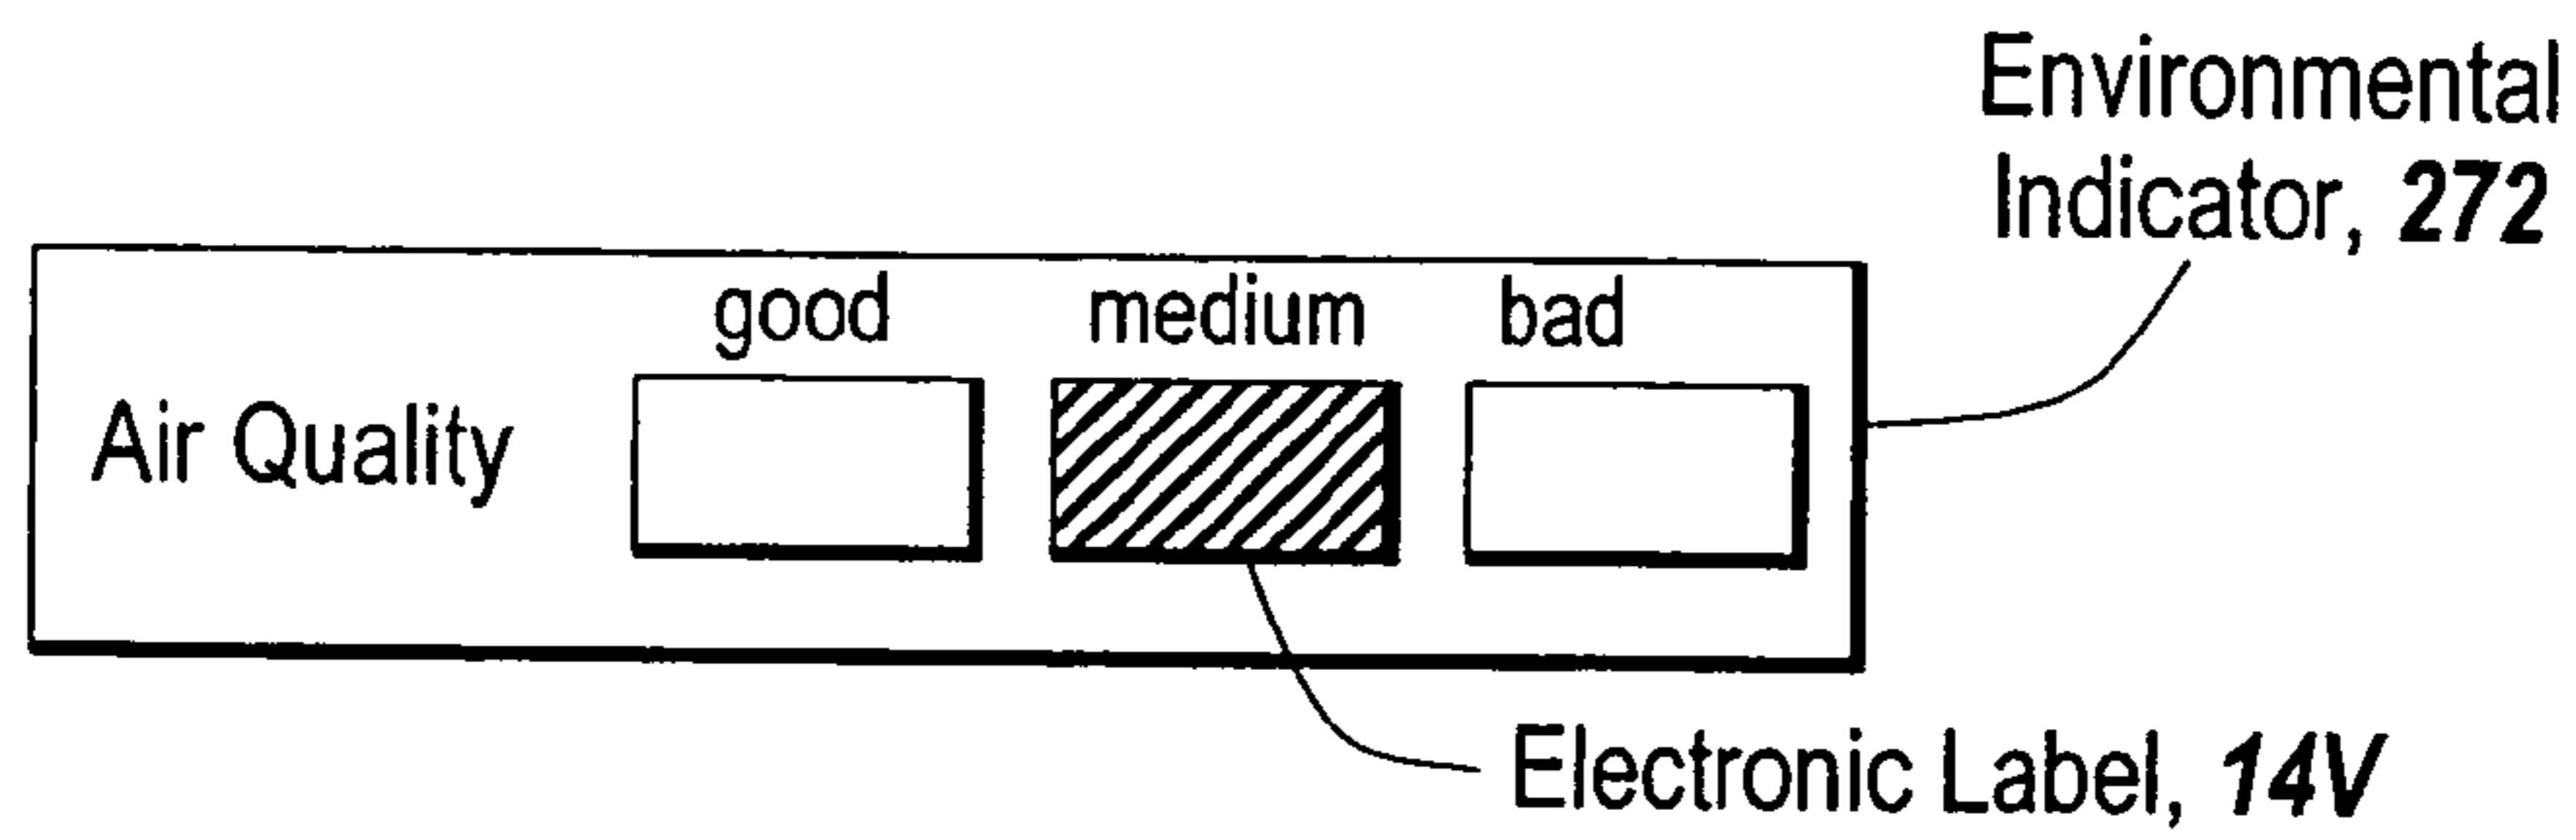 Environmental
Indicator, 272
good medium bad
Air Quality
Electronic Label, 14V